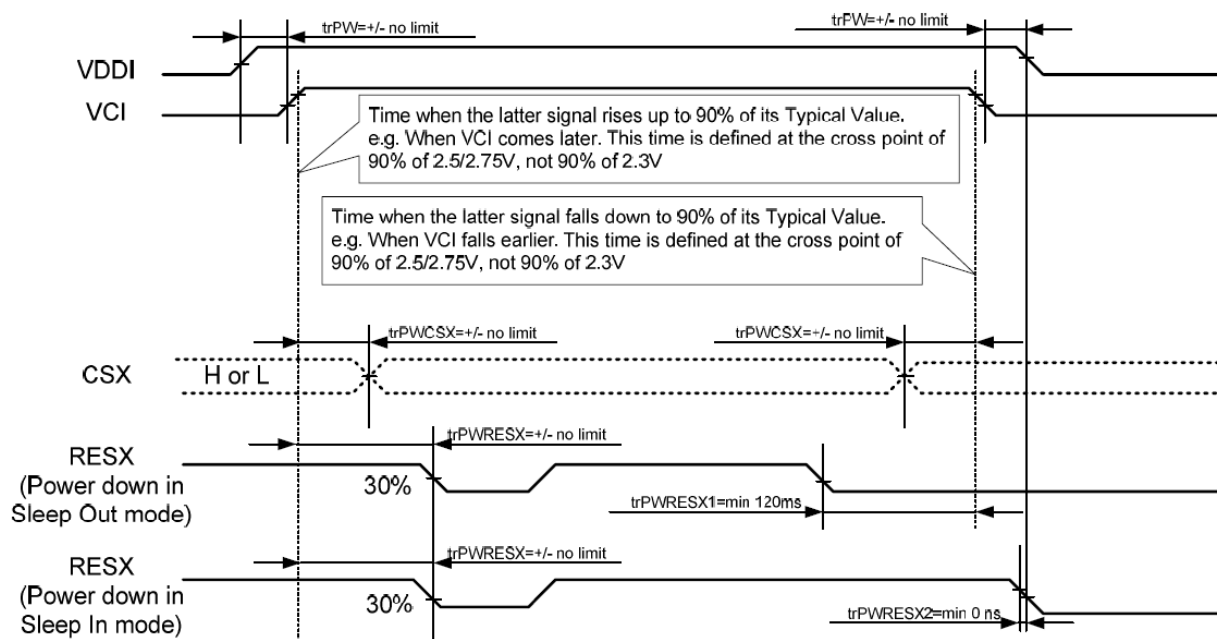 trPW=+/- no limit
trPW=+/- no limit
VDDI
VCI
Time when the latter signal rises up to 90% of its Typical Value.
e.g. When VCI comes later. This time is defined at the cross point of
90% of 2.5/2.75V, not 90% of 2.3V
Time when the latter signal falls down to 90% of its Typical Value.
e.g. When VCI falls earlier. This time is defined at the cross point of
90% of 2.5/2.75V, not 90% of 2.3V
trPWCSX=+/- no limit
trPWCSX=+/- no limit
CSX
H or L
trPWRESX=+/- no limit
RESX
(Power down in
Sleep Out mode)
30%
trPWRESX1=min 120ms
trPWRESX=+/- no limit
RESX
(Power down in
Sleep In mode)
30%
trPWRESX2=min 0 ns